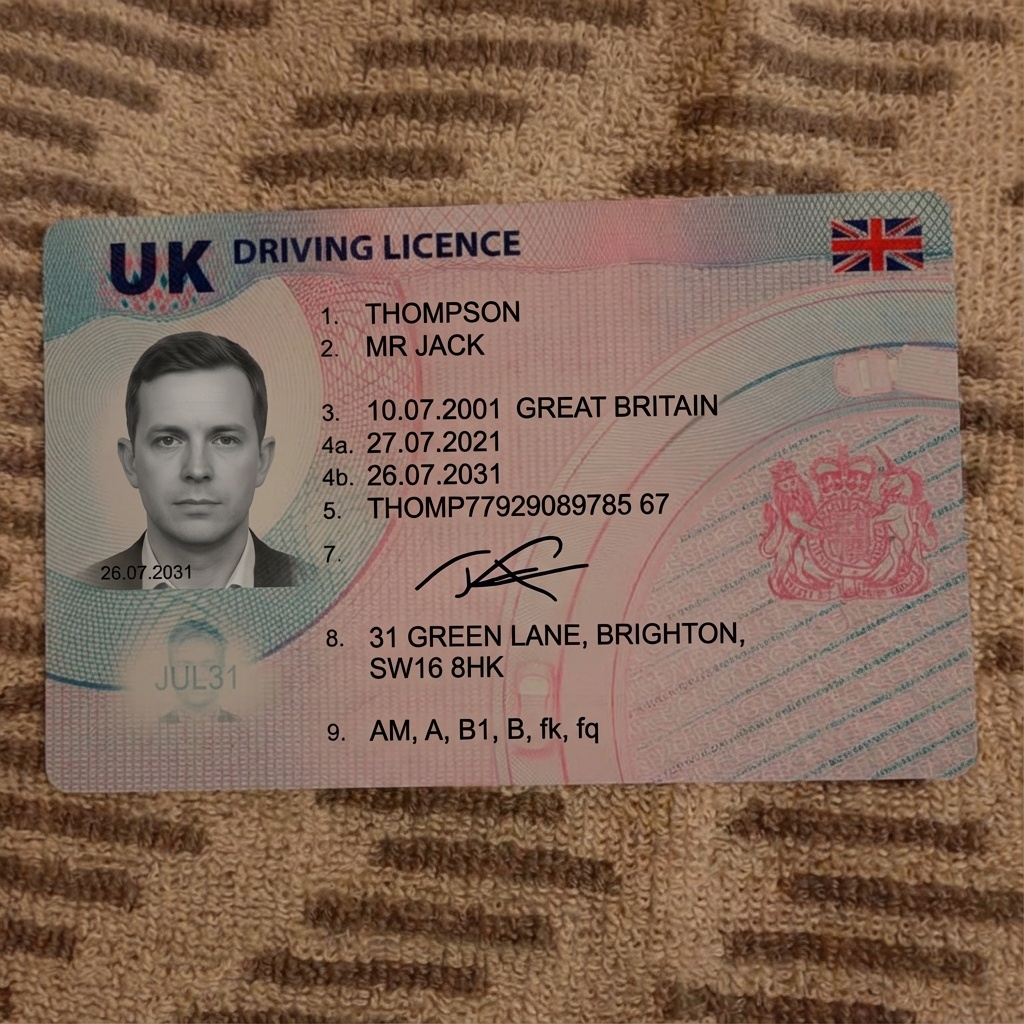 UK DRIVING LICENCE
1. THOMPSON
2. MR JACK
3. 10.07.2001 GREAT BRITAIN
4a. 27.07.2021
4b. 26.07.2031
5. THOMP77929089785 67
7.
26.07.2031
8. 31 GREEN LANE, BRIGHTON,
SW16 8HK
JUL31
9. AM, A, B1, B, fk, fq